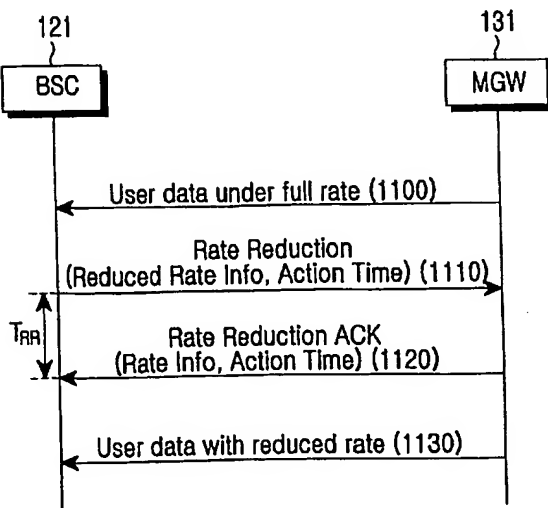 121
131
BSC
MGW
User data under full rate (1100)
Rate Reduction
(Reduced Rate Info, Action Time) (1110)
TRR
Rate Reduction ACK
(Rate Info, Action Time) (1120)
User data with reduced rate (1130)